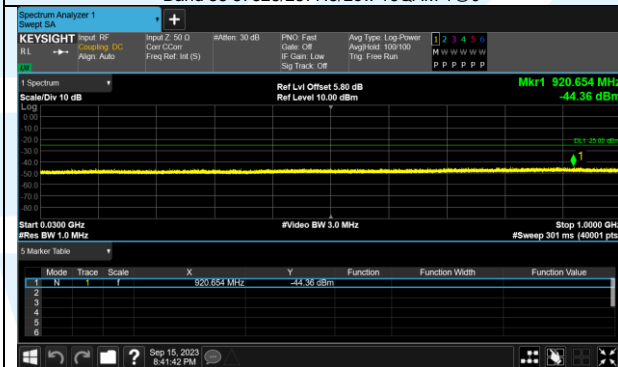 Spectrum Analyzer 1
Swept SA
+
KEYSIGHT Input: RF Input Z: 50 Ω #Atten: 30 dB PNO: Fast Avg Type: Log-Power 1 2 3 4 5 6
RL Coupling: DC Corr CCorr Gate: Off Avg|Hold: 100/100 M W W W W W
Align: Auto Freq Ref: Int (S) IF Gain: Low Trig: Free Run
Sig Track: Off P P P P P P
1 Spectrum
Ref Lvl Offset 5.80 dB Mkr1 920.654 MHz
Scale/Div 10 dB Ref Level 10.00 dBm -44.36 dBm
Log
0.00
-10.0
-20.0
DL1 -25.00 dBm
-30.0
1
-40.0
-50.0
-60.0
-70.0
-80.0
Start 0.0300 GHz #Video BW 3.0 MHz Stop 1.0000 GHz
#Res BW 1.0 MHz #Sweep 301 ms (40001 pts
5 Marker Table
Mode Trace Scale X Y Function Function Width Function Value
1 N 1 f 920.654 MHz -44.36 dBm
2
3
4
5
6
? Sep 15, 2023
8:41:42 PM